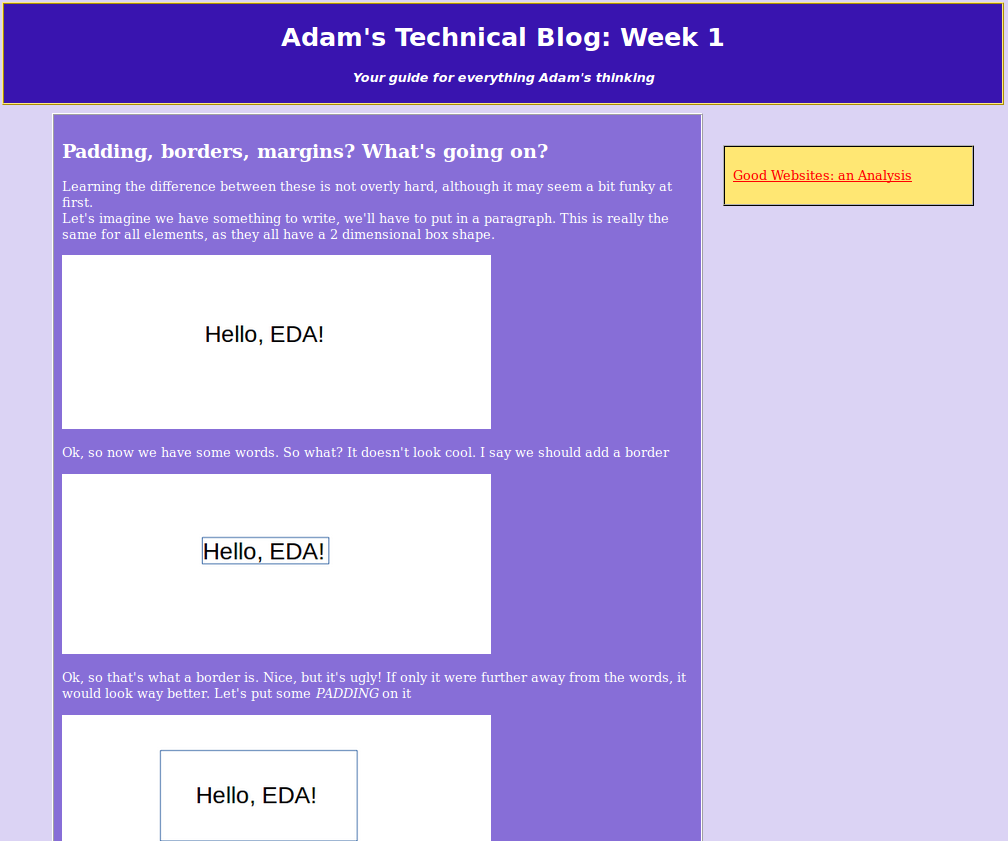 Adam's Technical Blog: Week 1
Your guide for everything Adam's thinking
Padding, borders, margins? What's going on?
Learning the difference between these is not overly hard, although it may seem a bit funky at
first.
Let's imagine we have something to write, we'll have to put in a paragraph. This is really the
same for all elements, as they all have a 2 dimensional box shape.
Hello, EDA!
Ok, so now we have some words. So what? It doesn't look cool. I say we should add a border
Hello, EDA!
Ok, so that's what a border is. Nice, but it's ugly! If only it were further away from the words, it
would look way better. Let's put some PADDING on it
Hello, EDA!
Good Websites: an Analysis